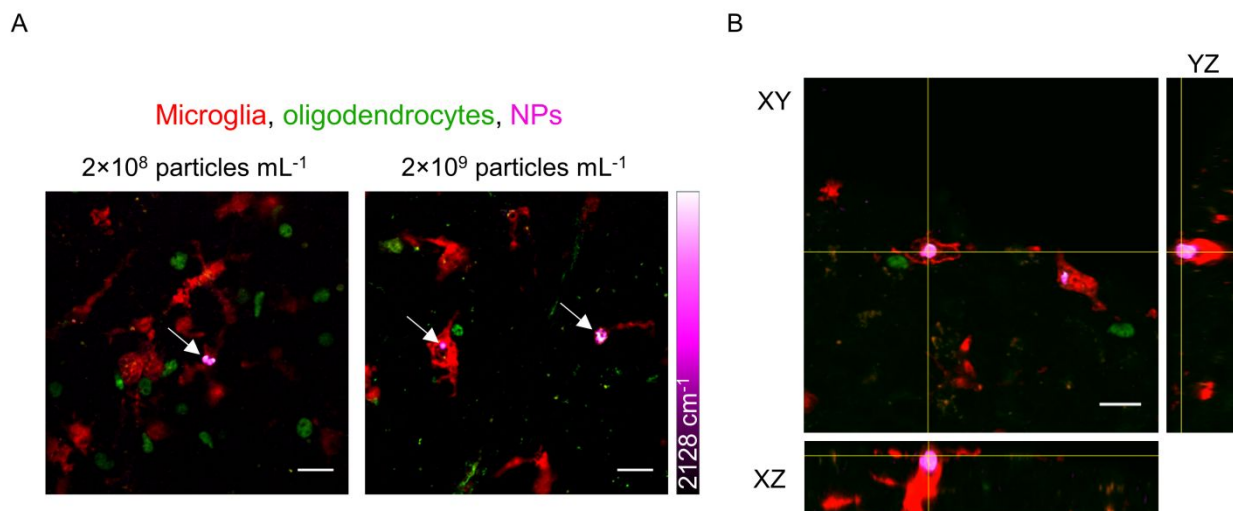 A
B
Microglia, oligodendrocytes, NPs
2×10⁸ particles mL⁻¹
2×10⁹ particles mL⁻¹
2128 cm⁻¹
XY
YZ
XZ